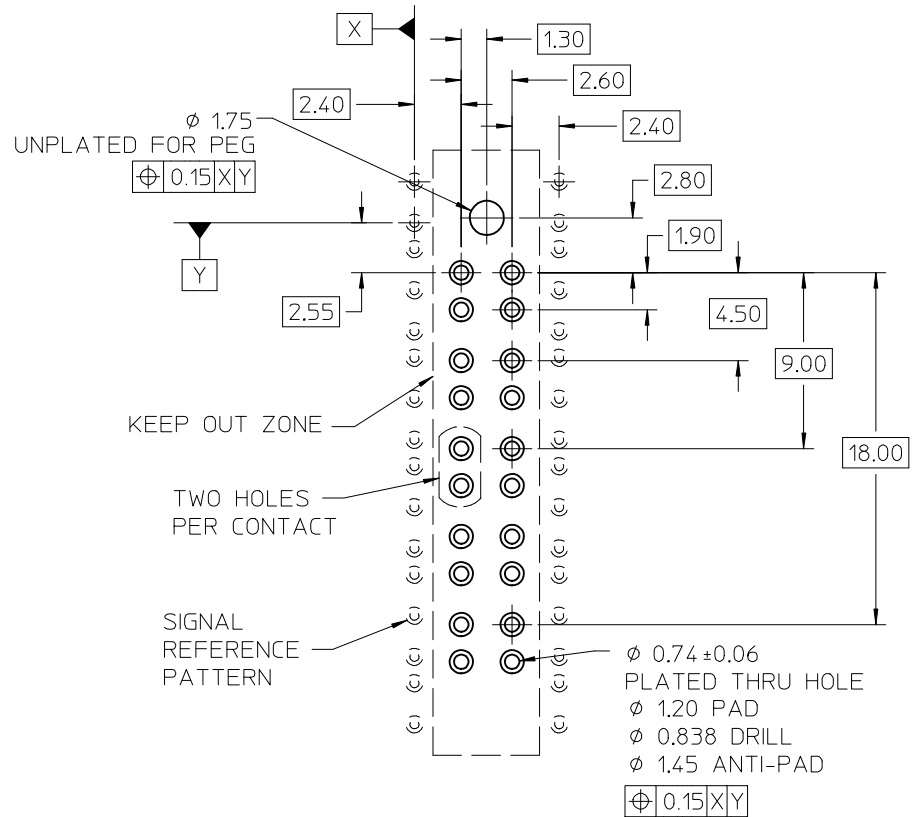 X
1.30
2.60
2.40
2.40
⌀ 1.75
UNPLATED FOR PEG
⌖ 0.15 X Y
2.80
1.90
Y
2.55
4.50
9.00
KEEP OUT ZONE
18.00
TWO HOLES
PER CONTACT
SIGNAL
REFERENCE
PATTERN
⌀ 0.74±0.06
PLATED THRU HOLE
⌀ 1.20 PAD
⌀ 0.838 DRILL
⌀ 1.45 ANTI-PAD
⌖ 0.15 X Y